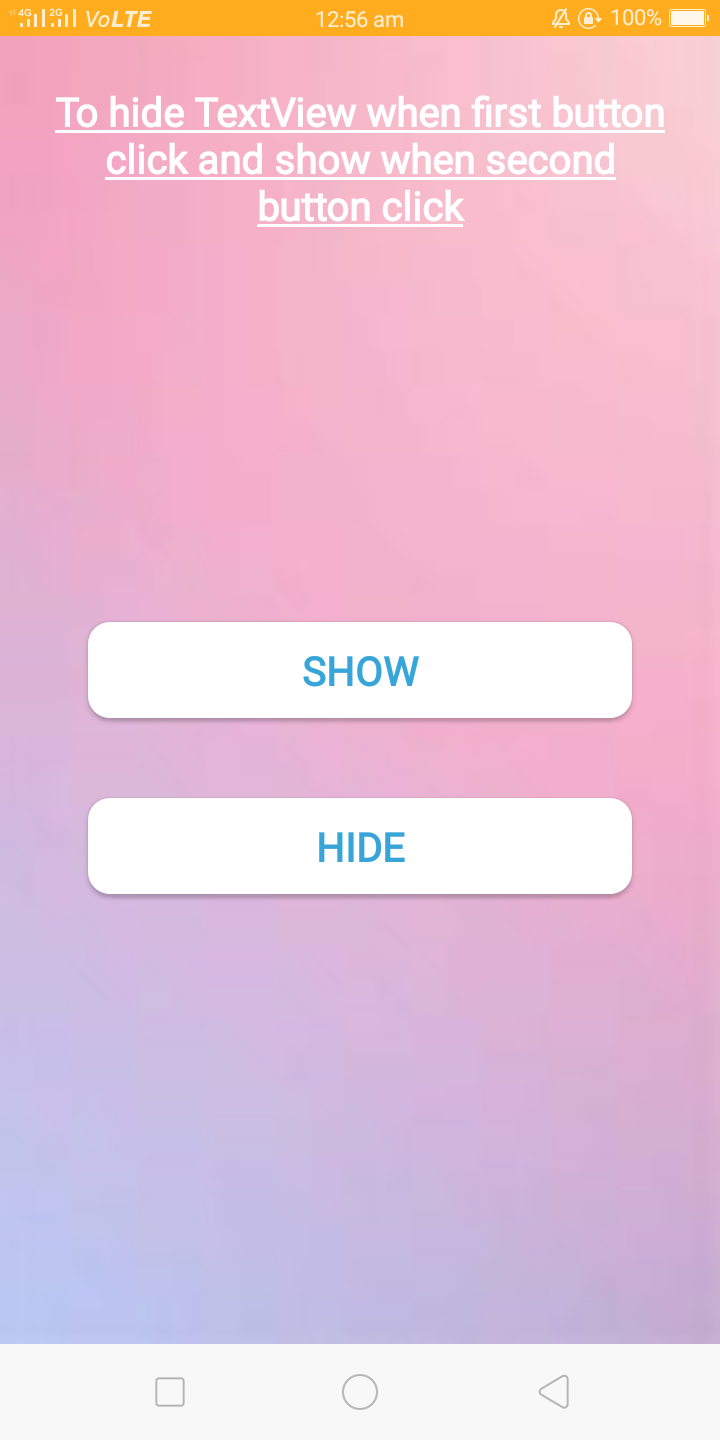 4G 2G VoLTE 12:56 am 100%
To hide TextView when first button
click and show when second
button click
SHOW
HIDE